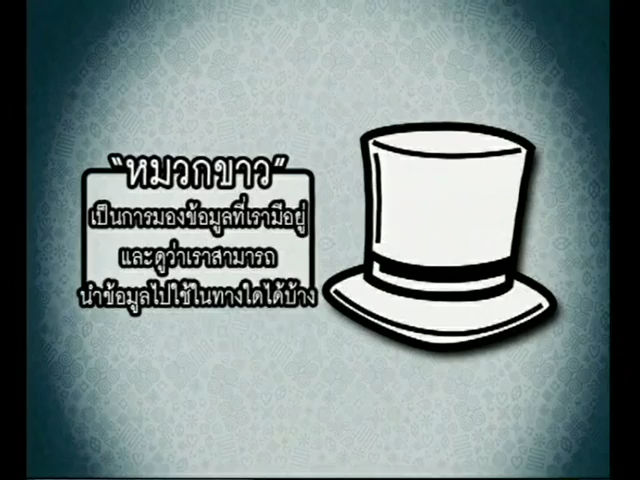 "หมวกขาว"
เป็นการมองข้อมูลที่เรามีอยู่
และดูว่าเราสามารถ
นำข้อมูลไปใช้ในทางใดได้บ้าง